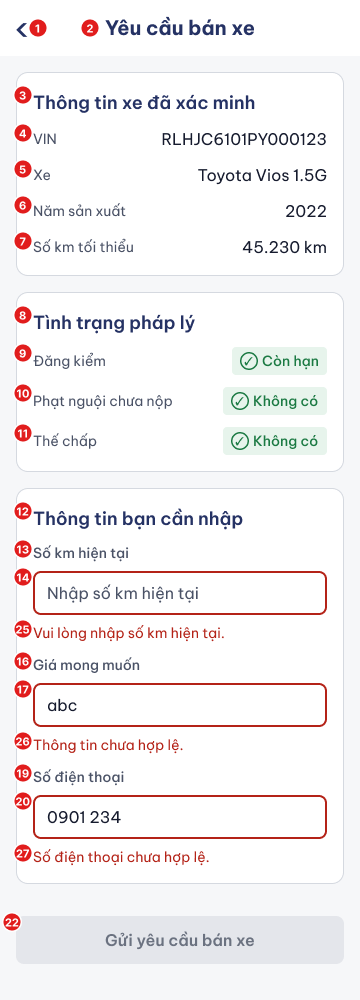 1 2 Yêu cầu bán xe
3 Thông tin xe đã xác minh
4 VIN RLHJC6101PY000123
5 Xe Toyota Vios 1.5G
6 Năm sản xuất 2022
7 Số km tối thiểu 45.230 km
8 Tình trạng pháp lý
9 Đăng kiểm Còn hạn
10 Phạt nguội chưa nộp Không có
11 Thế chấp Không có
12 Thông tin bạn cần nhập
13 Số km hiện tại
14 Nhập số km hiện tại
25 Vui lòng nhập số km hiện tại.
16 Giá mong muốn
17 abc
26 Thông tin chưa hợp lệ.
19 Số điện thoại
20 0901 234
27 Số điện thoại chưa hợp lệ.
22 Gửi yêu cầu bán xe